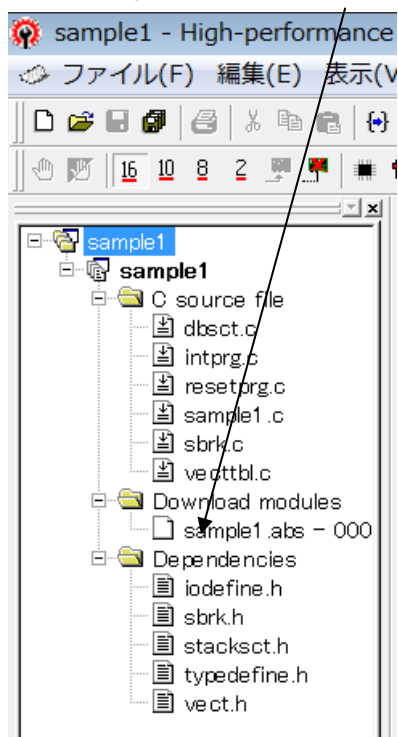 sample1 - High-performance
ファイル(F) 編集(E) 表示(V
16 10 8 2
sample1
sample1
C source file
dbsct.c
intprg.c
resetprg.c
sample1.c
sbrk.c
vecttbl.c
Download modules
sample1.abs - 000
Dependencies
iodefine.h
sbrk.h
stacksct.h
typedefine.h
vect.h